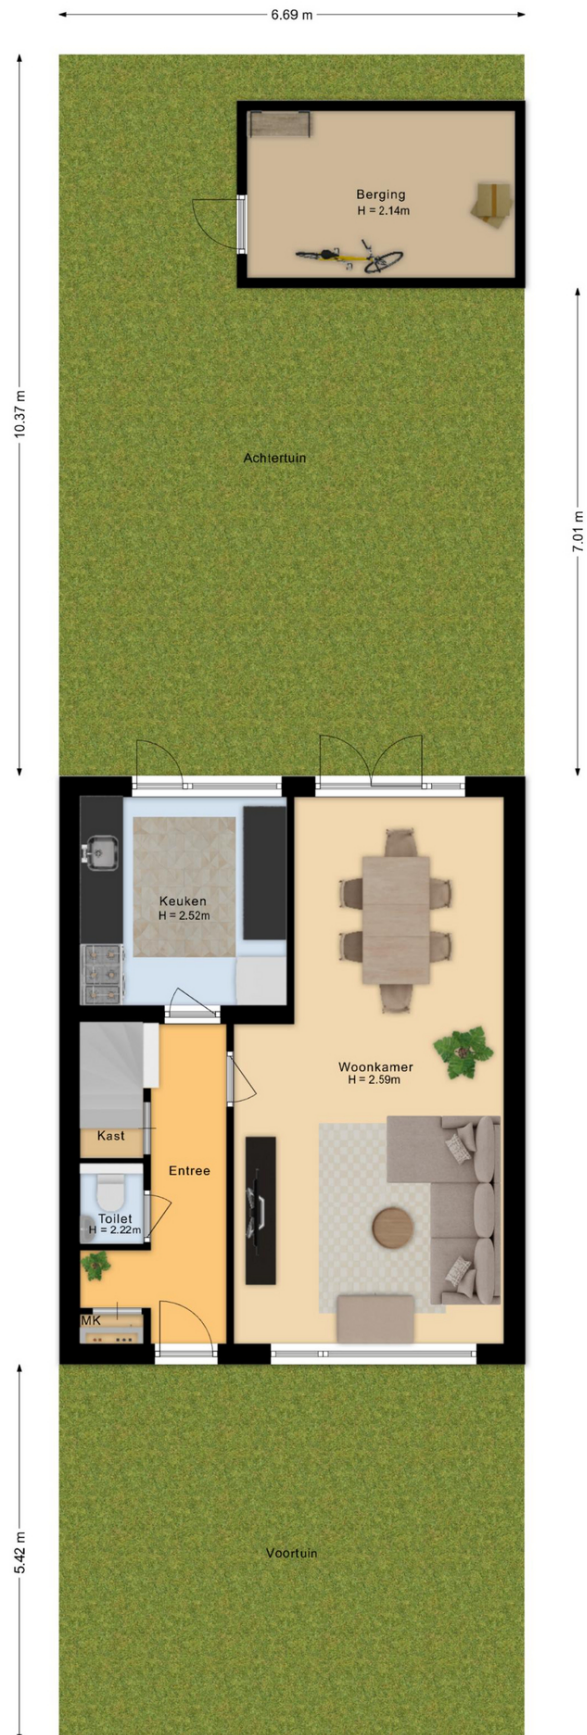 6.69 m
Berging
H = 2.14m
10.37 m
Achtertuin
7.01 m
Keuken
H = 2.52m
Woonkamer
H = 2.59m
Kast
Entree
Toilet
H = 2.22m
MK
5.42 m
Voortuin